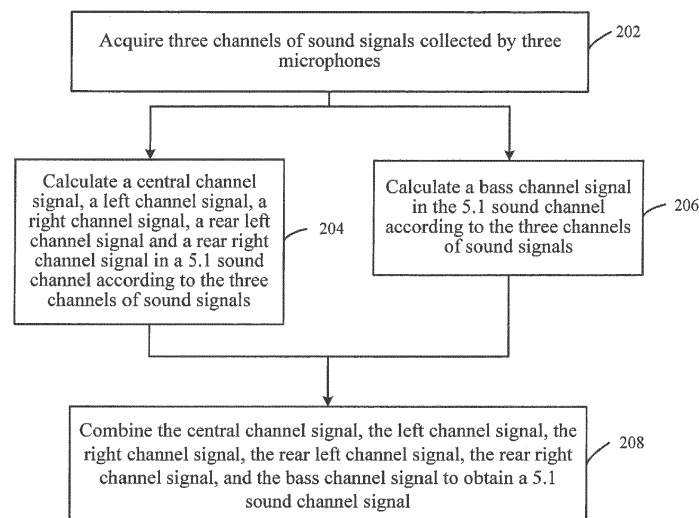 Acquire three channels of sound signals collected by three
microphones
202
Calculate a central channel
signal, a left channel signal, a
right channel signal, a rear left
channel signal and a rear right
channel signal in a 5.1 sound
channel according to the three
channels of sound signals
204
Calculate a bass channel signal
in the 5.1 sound channel
according to the three channels
of sound signals
206
Combine the central channel signal, the left channel signal, the
right channel signal, the rear left channel signal, the rear right
channel signal, and the bass channel signal to obtain a 5.1
sound channel signal
208